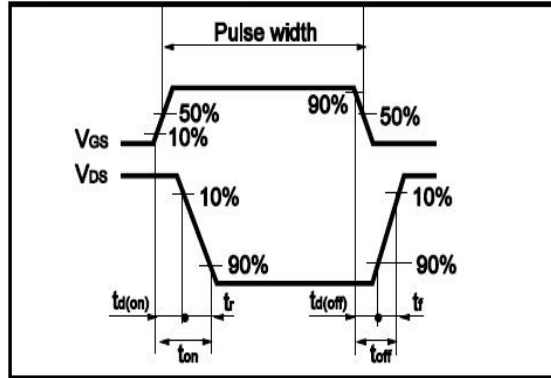 Pulse width
90%
50%
50%
10%
VGS
VDS
10%
10%
90%
90%
td(on)
tr
td(off)
tf
ton
toff